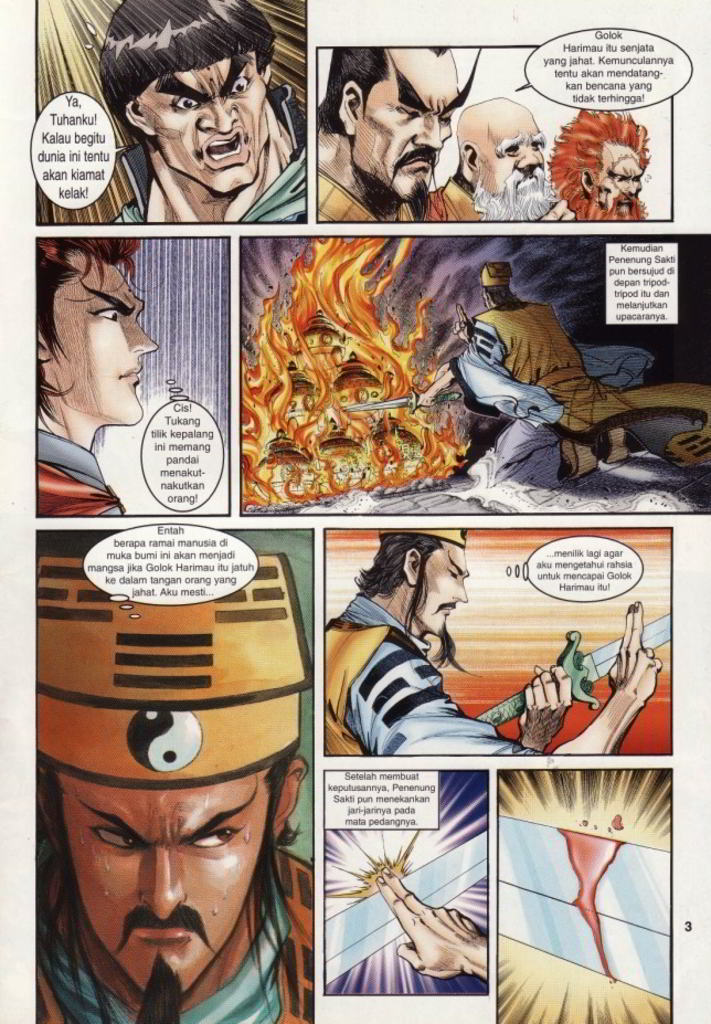 Ya,
Tuhanku!
Kalau begitu
dunia ini tentu
akan kiamat
kelak!
Golok
Harimau itu senjata
yang jahat. Kemunculannya
tentu akan mendatang-
kan bencana yang
tidak terhingga!
Cis!
Tukang
tilik kepalang
ini memang
pandai
menakut-
nakutkan
orang!
Kemudian
Penenung Sakti
pun bersujud di
depan tripod-
tripod itu dan
melanjutkan
upacaranya.
Entah
berapa ramai manusia di
muka bumi ini akan menjadi
mangsa jika Golok Harimau itu jatuh
ke dalam tangan orang yang
jahat. Aku mesti...
...menilik lagi agar
aku mengetahui rahsia
untuk mencapai Golok
Harimau itu!
Setelah membuat
keputusannya, Penenung
Sakti pun menekankan
jari-jarinya pada
mata pedangnya.
3